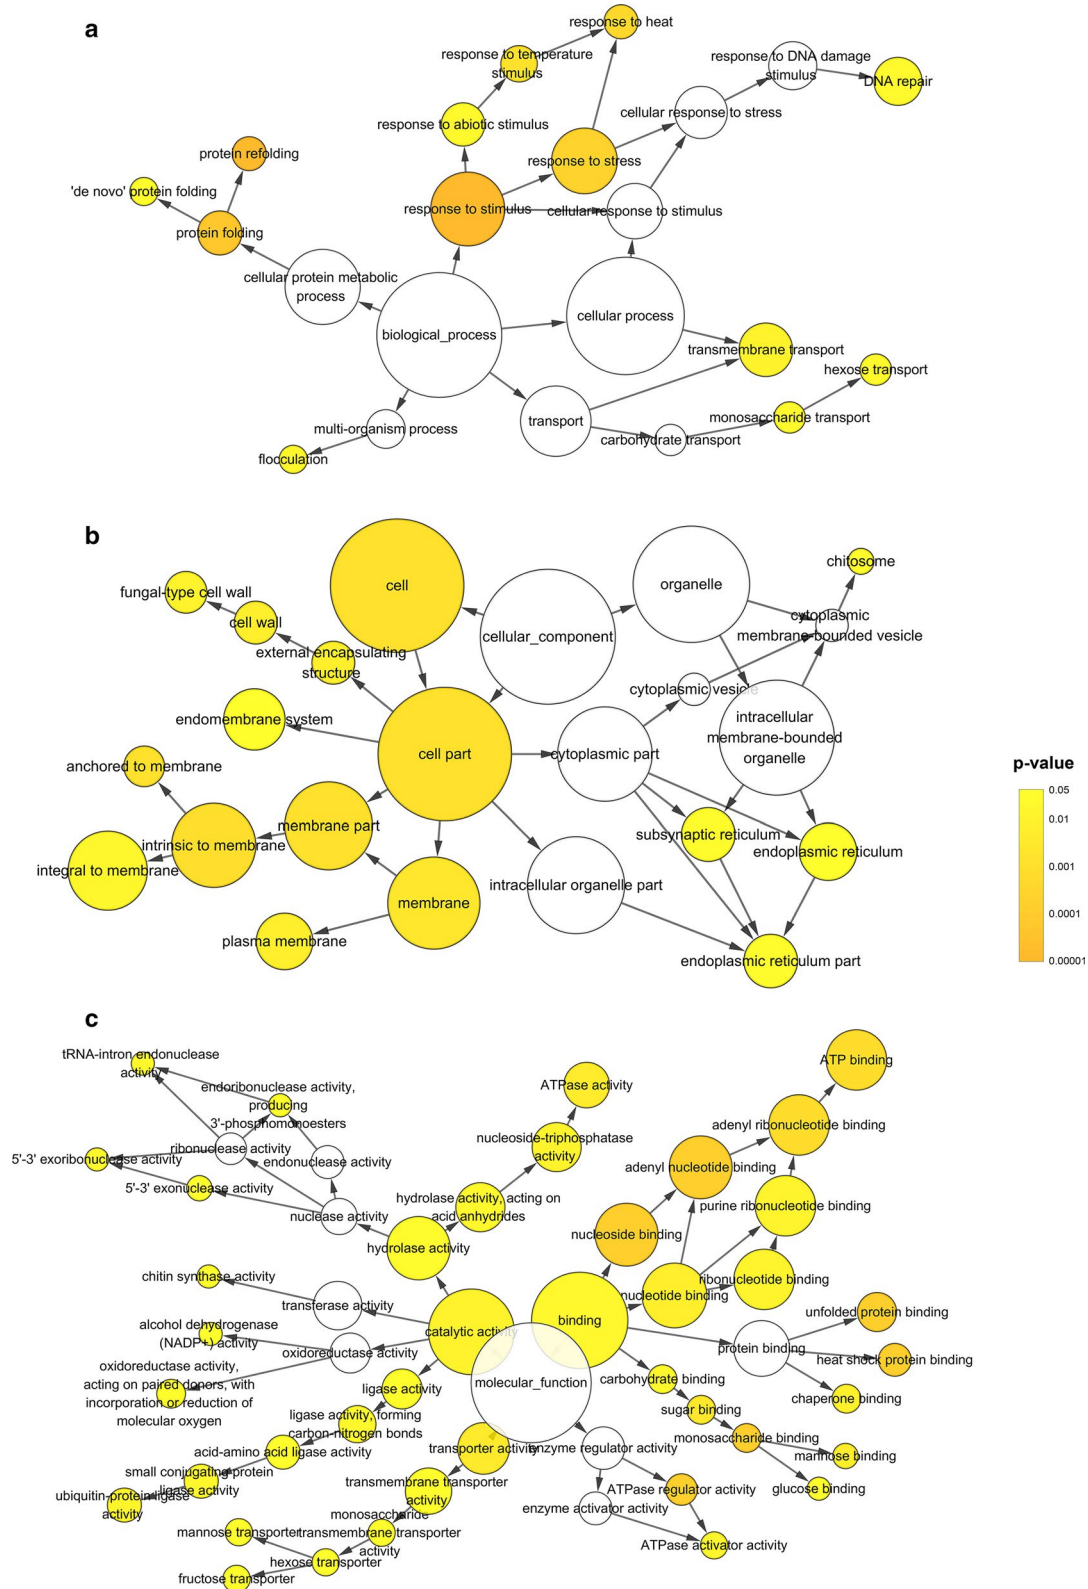 a
response to heat
response to temperature
stimulus
response to DNA damage
stimulus
DNA repair
cellular response to stress
response to abiotic stimulus
protein refolding
response to stress
'de novo' protein folding
response to stimulus
cellular response to stimulus
protein folding
cellular protein metabolic
process
biological_process
cellular process
transmembrane transport
hexose transport
multi-organism process
transport
monosaccharide transport
carbohydrate transport
flocculation
b
chitosome
fungal-type cell wall
cell
organelle
cell wall
cellular_component
cytoplasmic
membrane-bounded vesicle
external encapsulating
structure
cytoplasmic vesicle
endomembrane system
intracellular
membrane-bounded
organelle
cell part
cytoplasmic part
anchored to membrane
p-value
0.05
0.01
0.001
0.0001
0.00001
membrane part
intrinsic to membrane
subsynaptic reticulum
endoplasmic reticulum
integral to membrane
intracellular organelle part
membrane
plasma membrane
endoplasmic reticulum part
c
tRNA-intron endonuclease
activity
endoribonuclease activity,
producing
3'-phosphomonoesters
ATPase activity
ATP binding
adenyl ribonucleotide binding
ribonuclease activity
5'-3' exoribonuclease activity
endonuclease activity
nucleoside-triphosphatase
activity
adenyl nucleotide binding
5'-3' exonuclease activity
hydrolase activity, acting on
acid anhydrides
purine ribonucleotide binding
nuclease activity
nucleoside binding
hydrolase activity
chitin synthase activity
transferase activity
nucleotide binding
ribonucleotide binding
alcohol dehydrogenase
(NADP+) activity
catalytic activity
binding
unfolded protein binding
oxidoreductase activity
protein binding
heat shock protein binding
oxidoreductase activity,
acting on paired donors, with
incorporation or reduction of
molecular oxygen
ligase activity
molecular_function
carbohydrate binding
chaperone binding
ligase activity, forming
carbon-nitrogen bonds
sugar binding
acid-amino acid ligase activity
transporter activity
enzyme regulator activity
monosaccharide binding
mannose binding
small conjugating protein
ligase activity
transmembrane transporter
activity
ATPase regulator activity
glucose binding
ubiquitin-protein ligase
activity
enzyme activator activity
monosaccharide
transmembrane transporter
activity
mannose transporter
ATPase activator activity
hexose transporter
fructose transporter